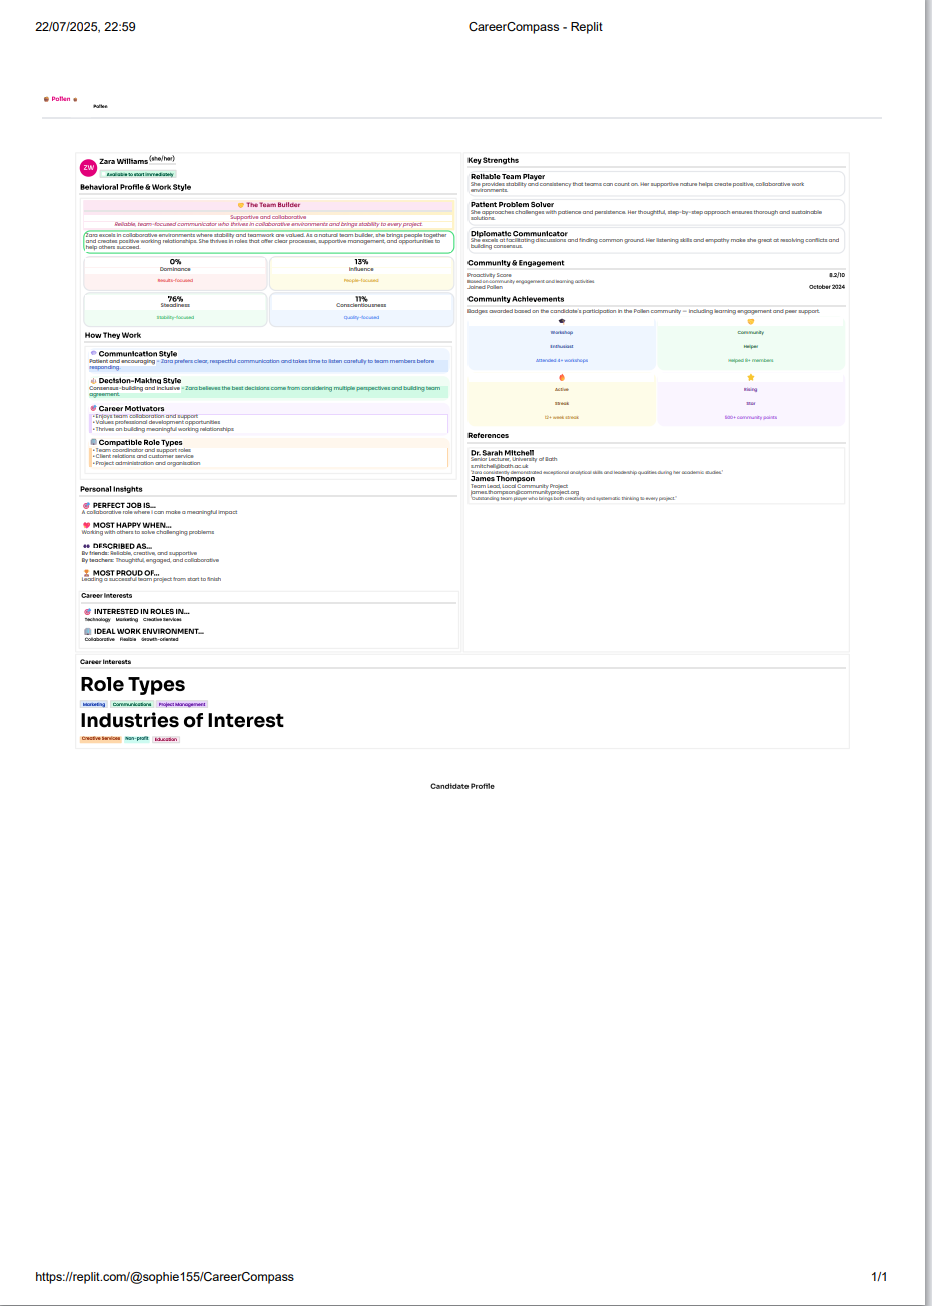 22/07/2025, 22:59
CareerCompass - Replit
Pollen
Pollen
ZW
Zara Williams (she/her)
Available to start immediately
Behavioral Profile & Work Style
The Team Builder
Supportive and collaborative
Reliable, team-focused communicator who thrives in collaborative environments and brings stability to every project.
Zara excels in collaborative environments where stability and teamwork are valued. As a natural team builder, she brings people together
and creates positive working relationships. She thrives in roles that offer clear processes, supportive management, and opportunities to
help others succeed.
0%
Dominance
Results-focused
13%
Influence
People-focused
76%
Steadiness
Stability-focused
11%
Conscientiousness
Quality-focused
How They Work
Communication Style
Patient and encouraging - Zara prefers clear, respectful communication and takes time to listen carefully to team members before
responding.
Decision-Making Style
Consensus-building and inclusive - Zara believes the best decisions come from considering multiple perspectives and building team
agreement.
Career Motivators
• Enjoys team collaboration and support
• Values professional development opportunities
• Thrives on building meaningful working relationships
Compatible Role Types
• Team coordinator and support roles
• Client relations and customer service
• Project administration and organisation
Personal Insights
PERFECT JOB IS...
A collaborative role where I can make a meaningful impact
MOST HAPPY WHEN...
Working with others to solve challenging problems
DESCRIBED AS...
By friends: Reliable, creative, and supportive
By teachers: Thoughtful, engaged, and collaborative
MOST PROUD OF...
Leading a successful team project from start to finish
Career Interests
INTERESTED IN ROLES IN...
Technology Marketing Creative Services
IDEAL WORK ENVIRONMENT...
Collaborative Flexible Growth-oriented
Key Strengths
Reliable Team Player
She provides stability and consistency that teams can count on. Her supportive nature helps create positive, collaborative work
environments.
Patient Problem Solver
She approaches challenges with patience and persistence. Her thoughtful, step-by-step approach ensures thorough and sustainable
solutions.
Diplomatic Communicator
She excels at facilitating discussions and finding common ground. Her listening skills and empathy make she great at resolving conflicts and
building consensus.
Community & Engagement
Proactivity Score 8.2/10
Based on community engagement and learning activities
Joined Pollen October 2024
Community Achievements
Badges awarded based on the candidate's participation in the Pollen community — including learning engagement and peer support.
Workshop
Enthusiast
Attended 4+ workshops
Community
Helper
Helped 8+ members
Active
Streak
12+ week streak
Rising
Star
500+ community points
References
Dr. Sarah Mitchell
Senior Lecturer, University of Bath
s.mitchell@bath.ac.uk
"Zara consistently demonstrated exceptional analytical skills and leadership qualities during her academic studies."
James Thompson
Team Lead, Local Community Project
james.thompson@communityproject.org
"Outstanding team player who brings both creativity and systematic thinking to every project."
Career Interests
Role Types
Marketing Communications Project Management
Industries of Interest
Creative Services Non-profit Education
Candidate Profile
https://replit.com/@sophie155/CareerCompass
1/1